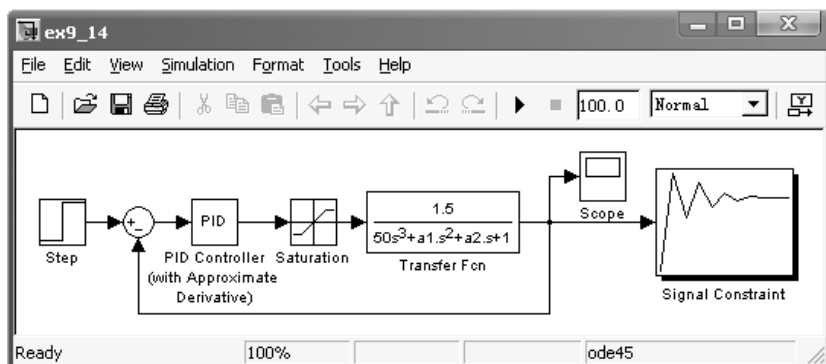 ex9_14
File Edit View Simulation Format Tools Help
100.0 Normal
Step
+
-
PID
PID Controller
(with Approximate
Derivative)
Saturation
1.5
50s³+a1.s²+a2.s+1
Transfer Fcn
Scope
Signal Constraint
Ready 100% ode45